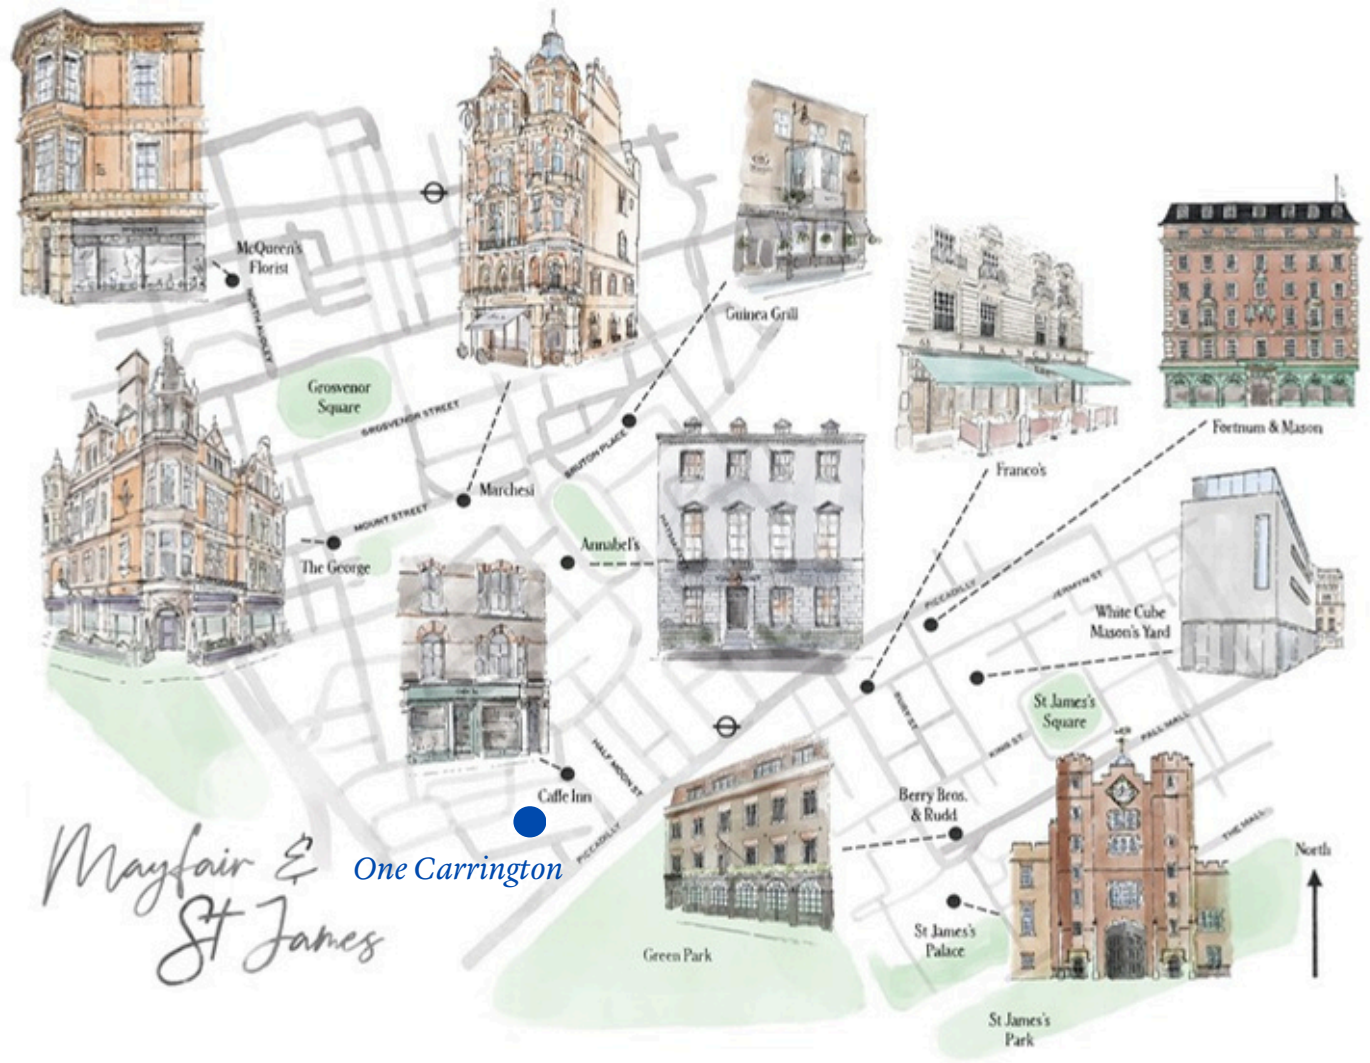 McQueen's
Florist
NORTH AUDLEY
Grosvenor
Square
GROSVENOR STREET
Guinea Grill
BRUTON PLACE
Marchesi
MOUNT STREET
The George
Annabel's
Franco's
Fortnum & Mason
PICCADILLY
JERMYN ST
White Cube
Mason's Yard
St James's
Square
BURY ST
KING ST
PALL MALL
HALF MOON ST
Caffe Inn
One Carrington
PICCADILLY
Berry Bros.
& Rudd
THE MALL
North
Mayfair &
St James
Green Park
St James's
Palace
St James's
Park